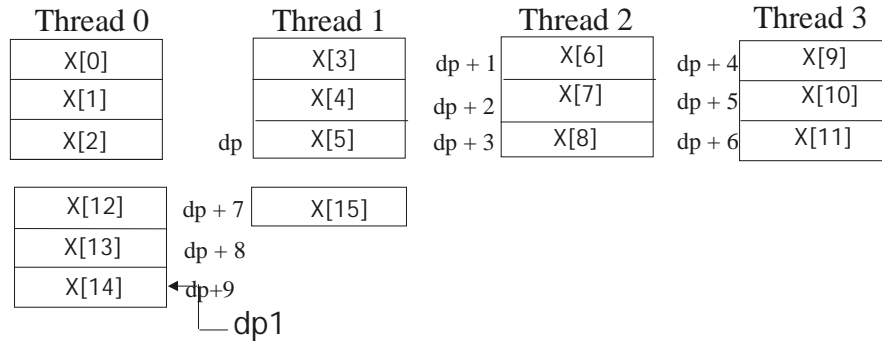 Thread 0 Thread 1 Thread 2 Thread 3
X[0] X[3] dp + 1 X[6] dp + 4 X[9]
X[1] X[4] dp + 2 X[7] dp + 5 X[10]
X[2] dp X[5] dp + 3 X[8] dp + 6 X[11]
X[12] dp + 7 X[15]
X[13] dp + 8
X[14] dp+9
dp1